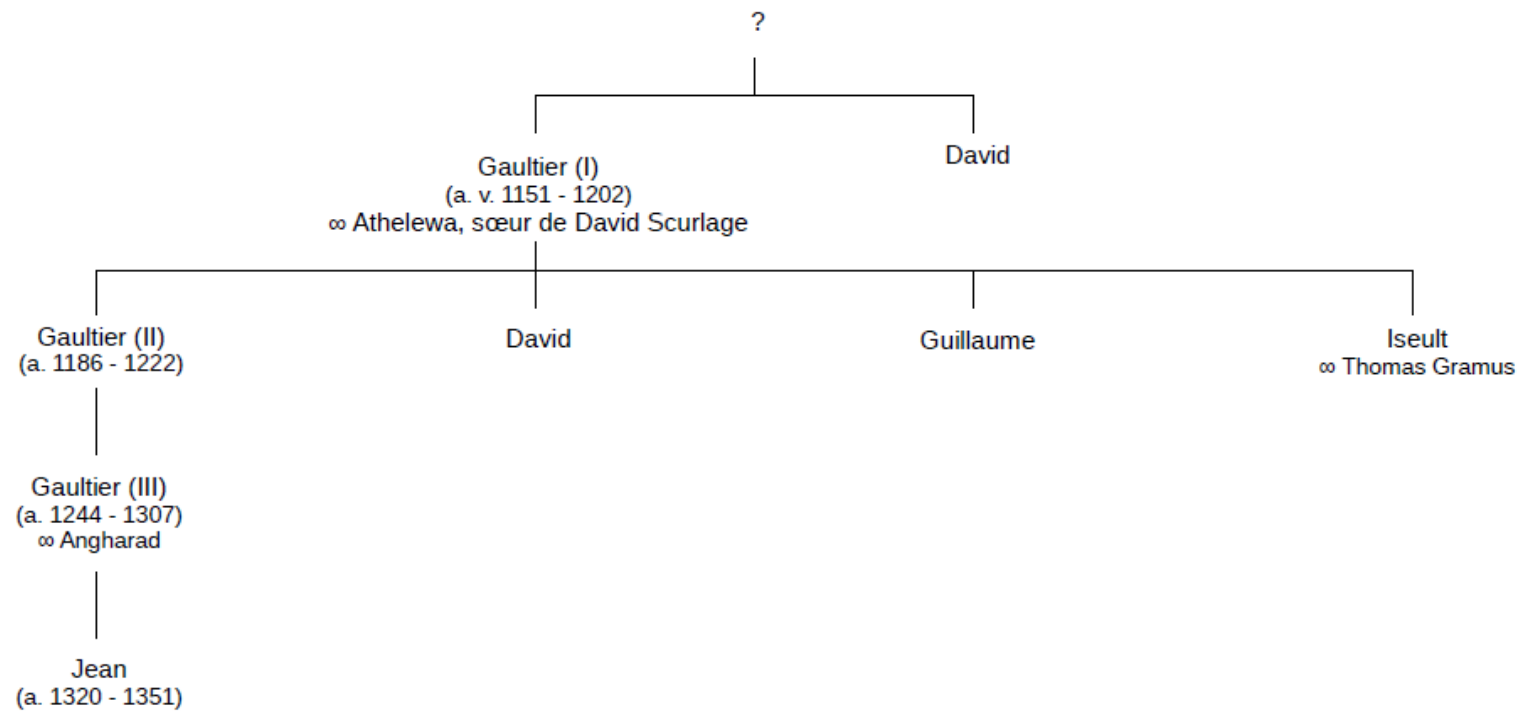 ?
Gaultier (I)
(a. v. 1151 - 1202)
∞ Athelewa, sœur de David Scurlage
David
Gaultier (II)
(a. 1186 - 1222)
David
Guillaume
Iseult
∞ Thomas Gramus
Gaultier (III)
(a. 1244 - 1307)
∞ Angharad
Jean
(a. 1320 - 1351)